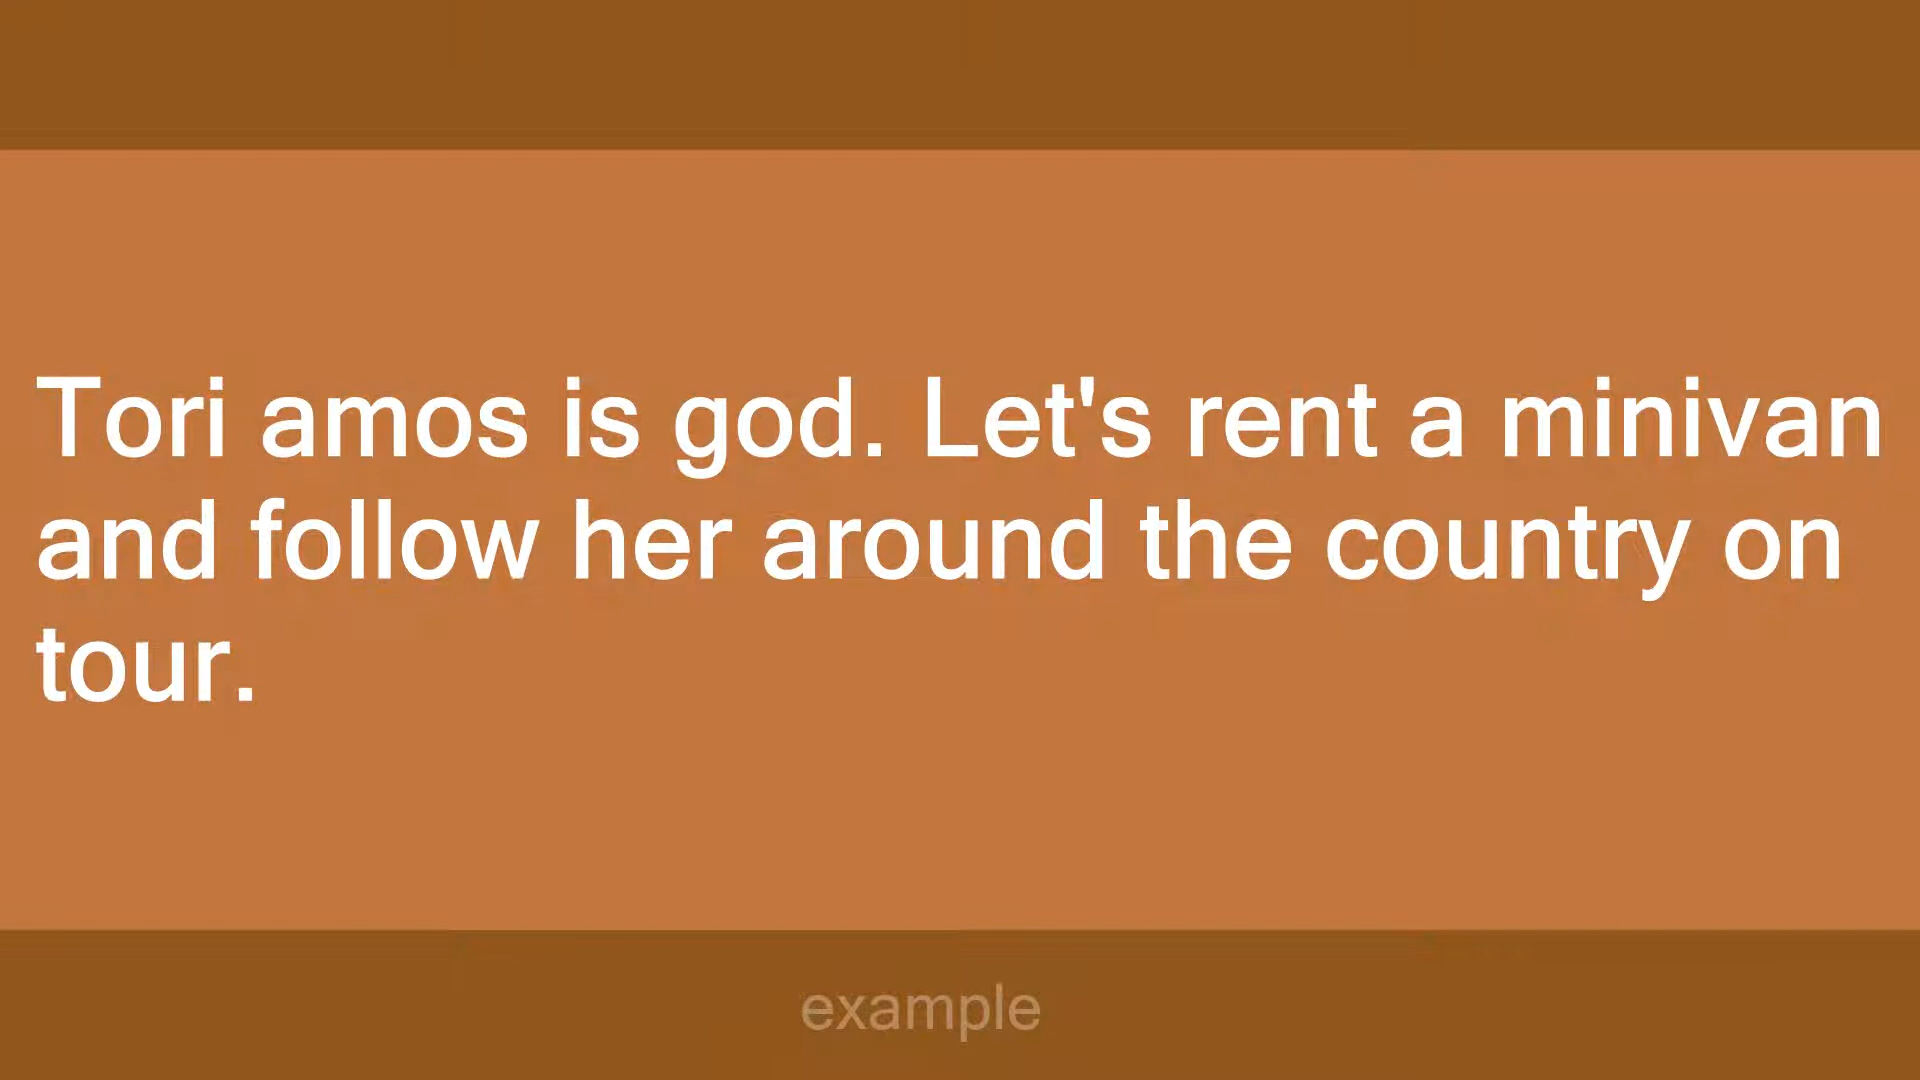 Tori amos is god. Let's rent a minivan
and follow her around the country on
tour.
example